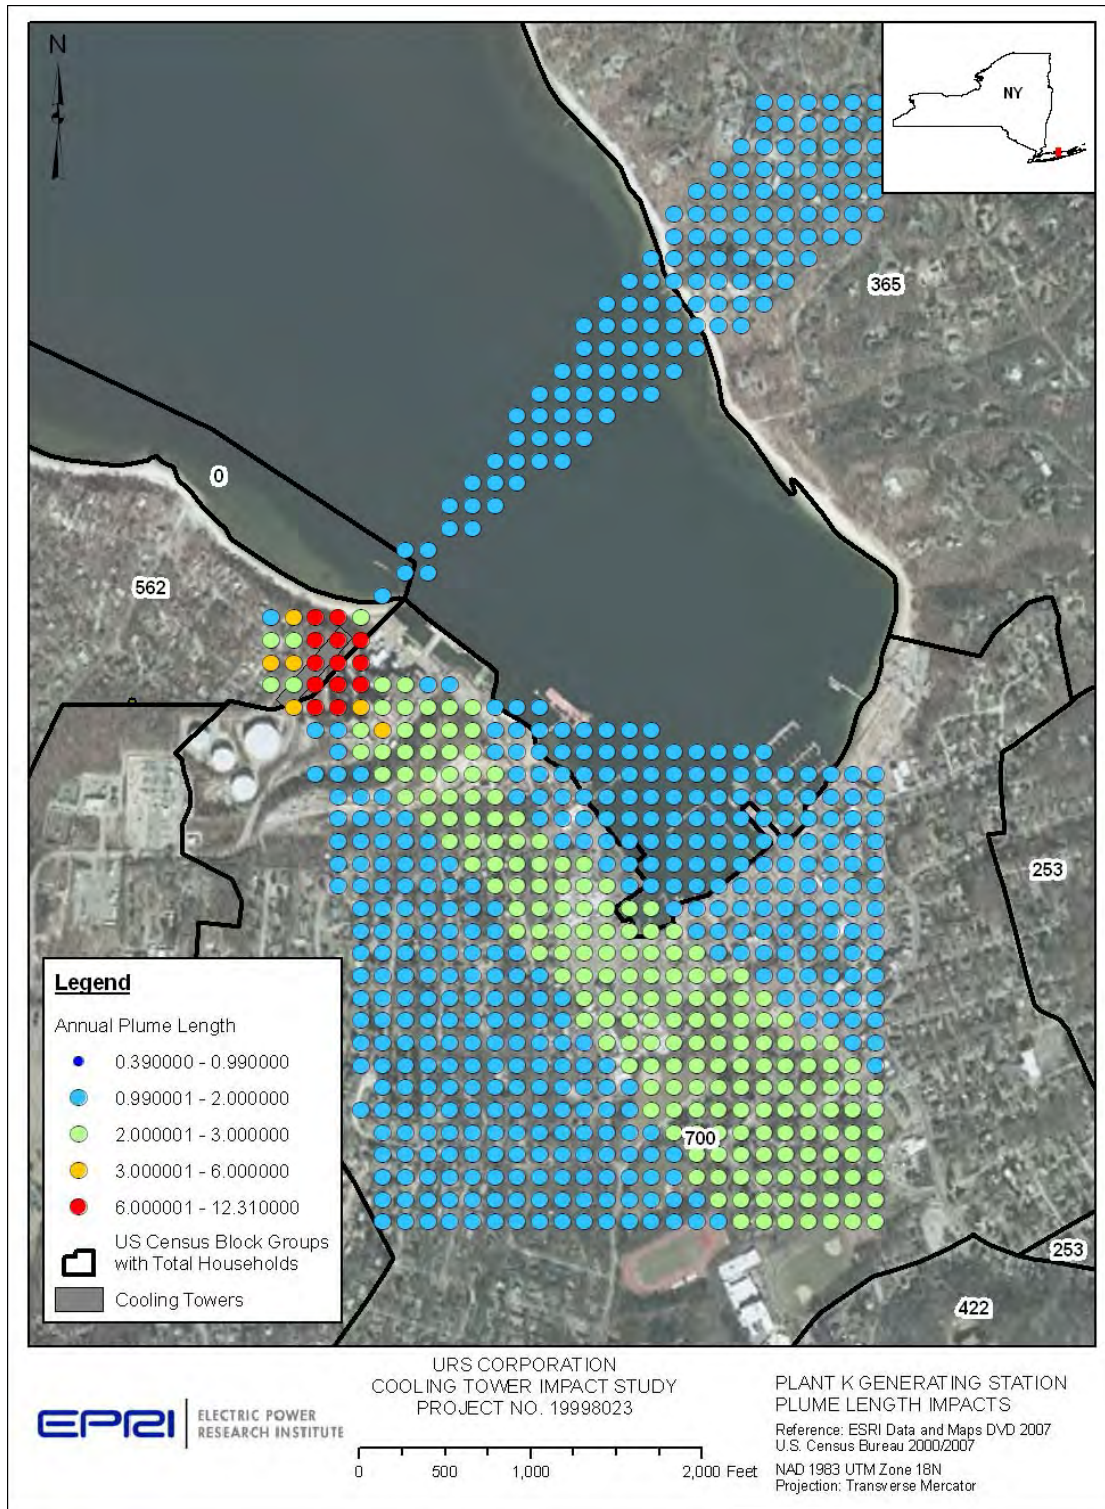 N
NY
365
0
562
253
700
253
422
Legend
Annual Plume Length
0.390000 - 0.990000
0.990001 - 2.000000
2.000001 - 3.000000
3.000001 - 6.000000
6.000001 - 12.310000
US Census Block Groups
with Total Households
Cooling Towers
EPRI
ELECTRIC POWER
RESEARCH INSTITUTE
URS CORPORATION
COOLING TOWER IMPACT STUDY
PROJECT NO. 19998023
0 500 1,000 2,000 Feet
PLANT K GENERATING STATION
PLUME LENGTH IMPACTS
Reference: ESRI Data and Maps DVD 2007
U.S. Census Bureau 2000/2007
NAD 1983 UTM Zone 18N
Projection: Transverse Mercator